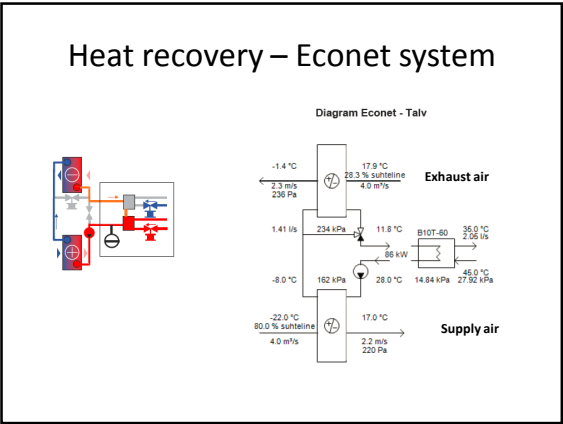 Heat recovery – Econet system
Diagram Econet - Talv
-1.4 °C
2.3 m/s
236 Pa
17.9 °C
28.3 % suhteline
4.0 m³/s
Exhaust air
1.41 l/s
234 kPa
11.8 °C
B10T-60
35.0 °C
2.05 l/s
86 kW
-8.0 °C
162 kPa
28.0 °C
14.84 kPa
45.0 °C
27.92 kPa
-22.0 °C
80.0 % suhteline
4.0 m³/s
17.0 °C
2.2 m/s
220 Pa
Supply air